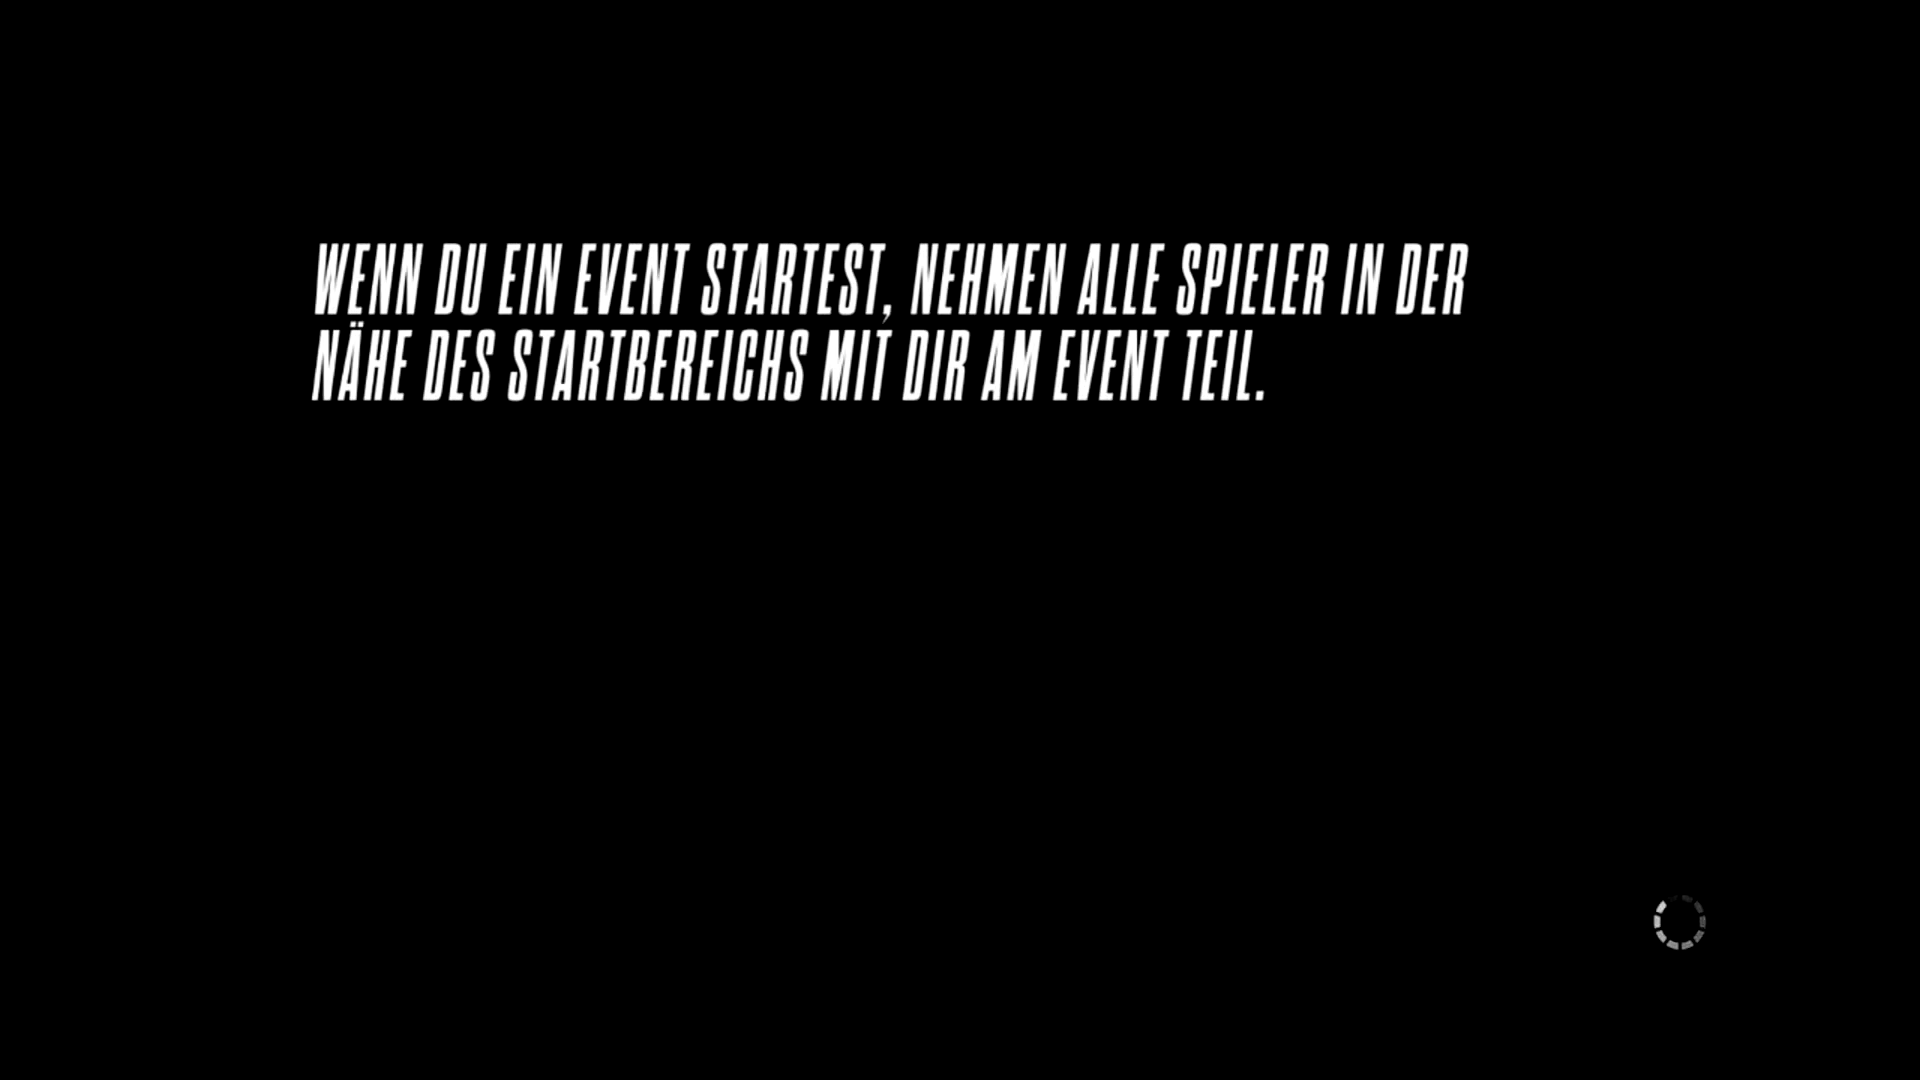 WENN DU EIN EVENT STARTEST, NEHMEN ALLE SPIELER IN DER
NÄHE DES STARTBEREICHS MIT DIR AM EVENT TEIL.